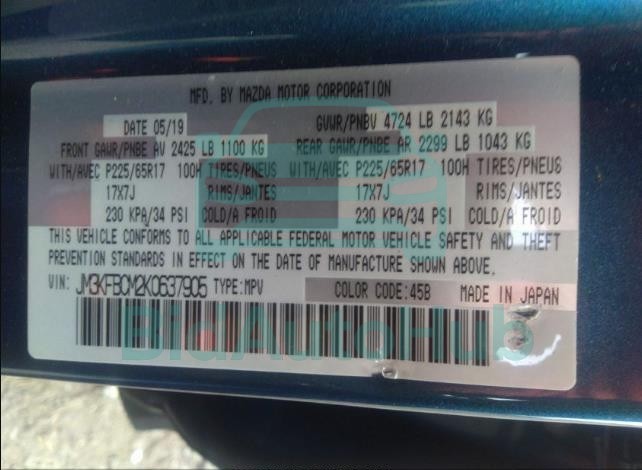 MFD. BY MAZDA MOTOR CORPORATION
DATE 05/19 GVWR/PNBV 4724 LB 2143 KG
FRONT GAWR/PNBE AV 2425 LB 1100 KG REAR GAWR/PNBE AR 2299 LB 1043 KG
WITH/AVEC P225/65R17 100H TIRES/PNEUS WITH/AVEC P225/65R17 100H TIRES/PNEUS
17X7J RIMS/JANTES 17X7J RIMS/JANTES
230 KPA/34 PSI COLD/A FROID 230 KPA/34 PSI COLD/A FROID
THIS VEHICLE CONFORMS TO ALL APPLICABLE FEDERAL MOTOR VEHICLE SAFETY AND THEFT
PREVENTION STANDARDS IN EFFECT ON THE DATE OF MANUFACTURE SHOWN ABOVE.
VIN: JM3KFBCM2K0637905 TYPE:MPV COLOR CODE:45B MADE IN JAPAN
BidAutoHub